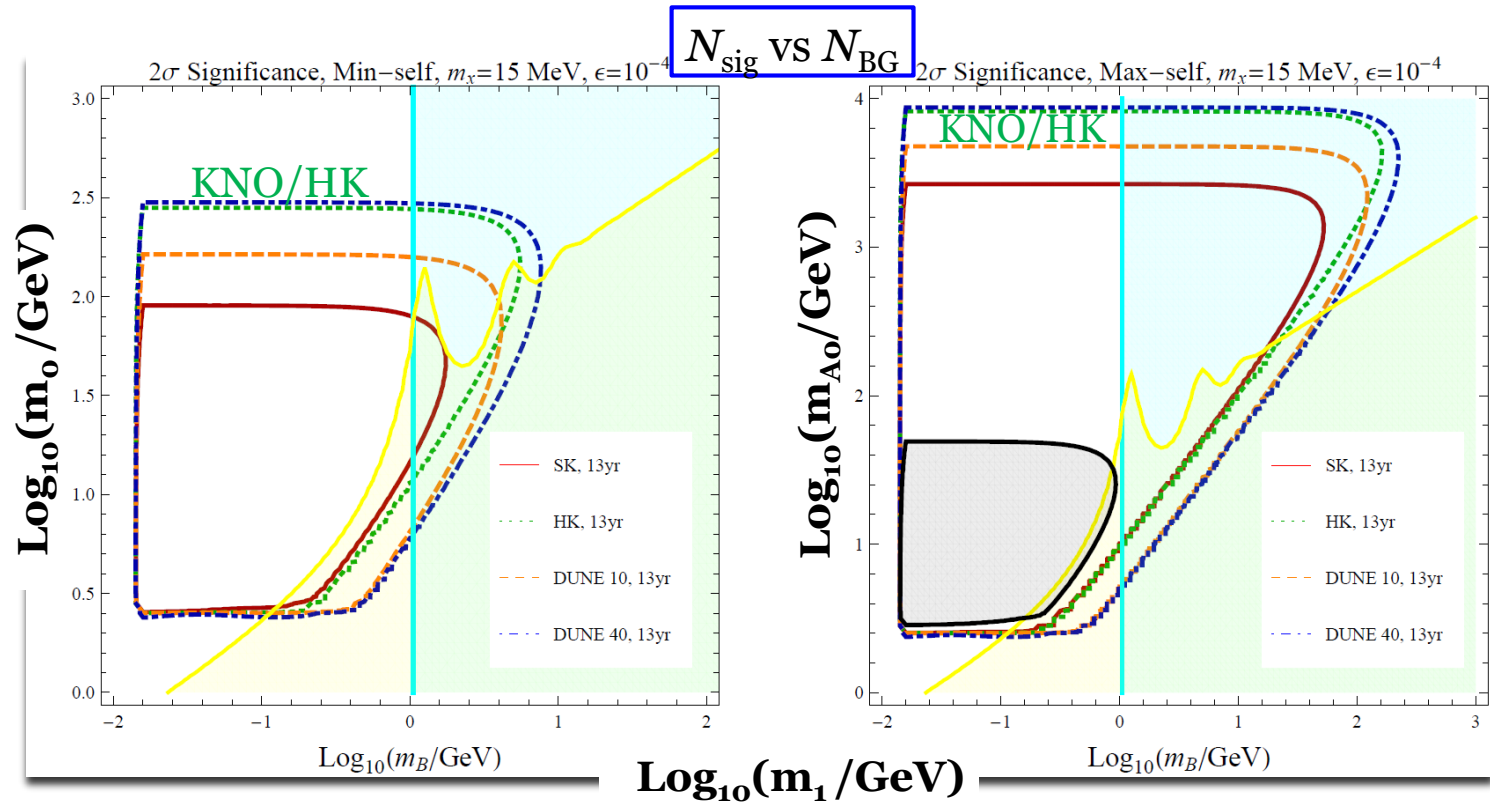 N_sig vs N_BG
2σ Significance, Min−self, m_x=15 MeV, ϵ=10^-4
KNO/HK
Log₁₀(m₀/GeV)
3.0
2.5
2.0
1.5
1.0
0.5
0.0
SK, 13yr
HK, 13yr
DUNE 10, 13yr
DUNE 40, 13yr
−2
−1
0
1
2
Log₁₀(m_B/GeV)
2σ Significance, Max−self, m_x=15 MeV, ϵ=10^-4
KNO/HK
Log₁₀(m_A0/GeV)
4
3
2
1
0
SK, 13yr
HK, 13yr
DUNE 10, 13yr
DUNE 40, 13yr
−2
−1
0
1
2
3
Log₁₀(m_B/GeV)
Log₁₀(m₁/GeV)